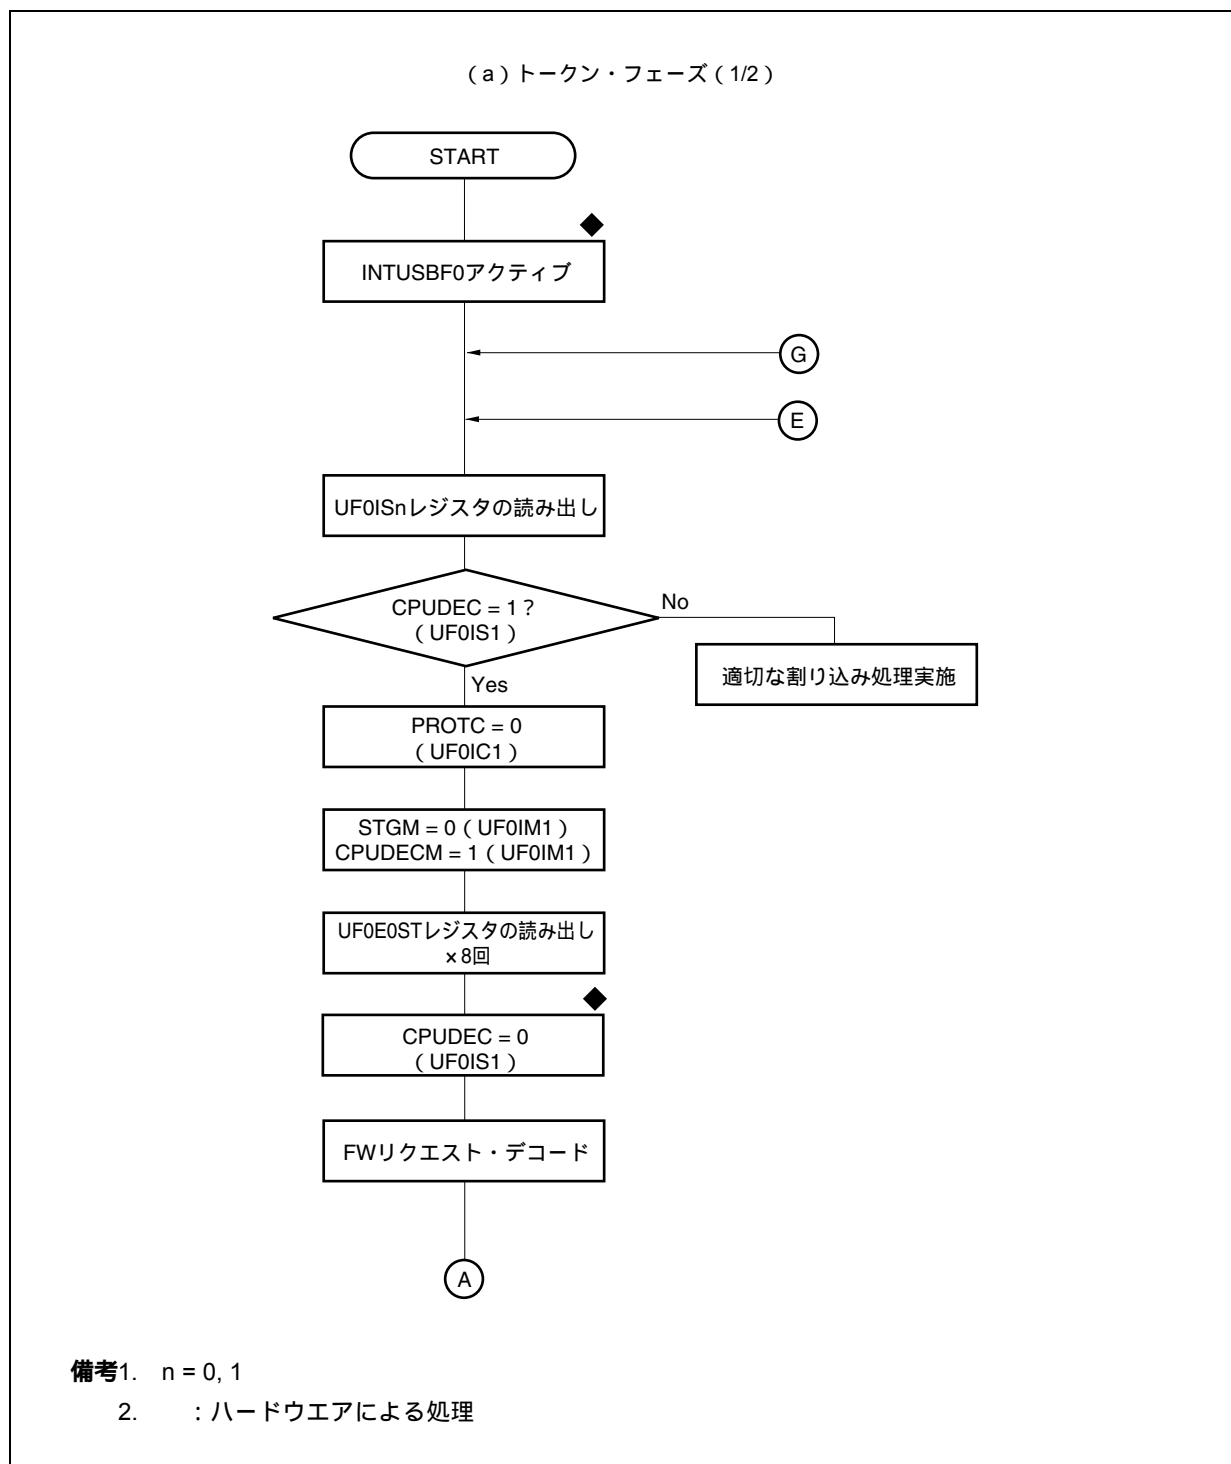 （a）トークン・フェーズ（1/2）
START
INTUSBF0アクティブ
G
E
UF0ISnレジスタの読み出し
CPUDEC = 1？
（UF0IS1）
No
適切な割り込み処理実施
Yes
PROTC = 0
（UF0IC1）
STGM = 0（UF0IM1）
CPUDECM = 1（UF0IM1）
UF0E0STレジスタの読み出し
×8回
CPUDEC = 0
（UF0IS1）
FWリクエスト・デコード
A
備考1. n = 0, 1
2. ：ハードウエアによる処理